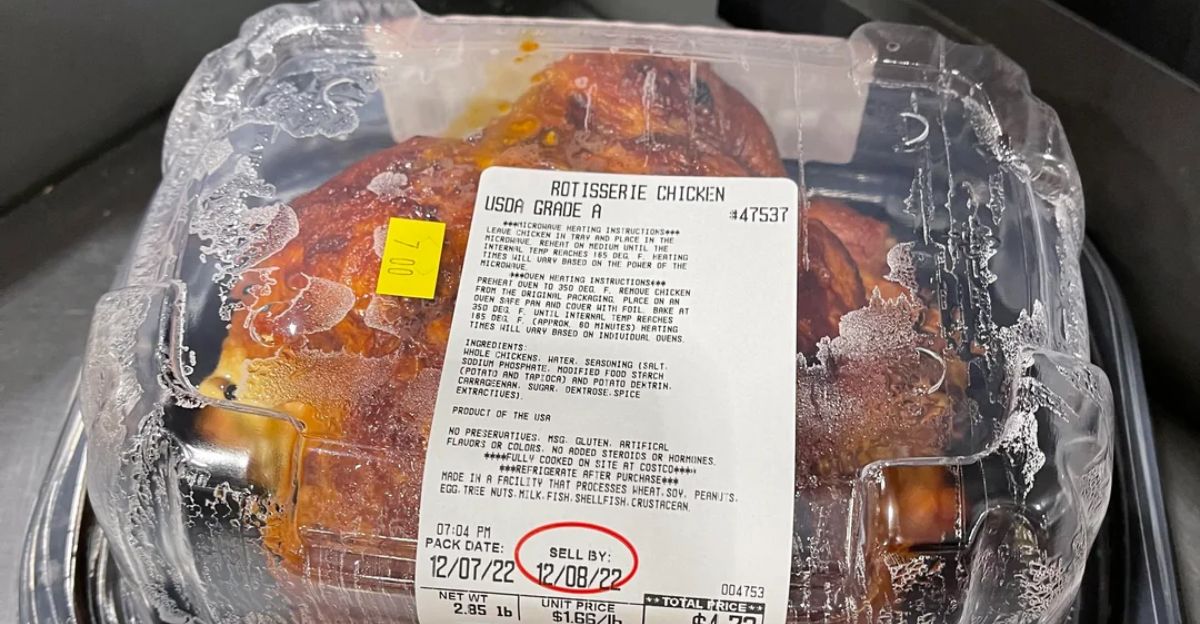 ROTISSERIE CHICKEN
USDA GRADE A #47537
***MICROWAVE HEATING INSTRUCTIONS***
LEAVE CHICKEN IN TRAY AND PLACE IN THE
MICROWAVE. REHEAT ON MEDIUM UNTIL THE
INTERNAL TEMP REACHES 165 DEG. F. HEATING
TIMES WILL VARY BASED ON THE POWER OF THE
MICROWAVE.
***OVEN HEATING INSTRUCTIONS***
PREHEAT OVEN TO 350 DEG. F. REMOVE CHICKEN
FROM THE ORIGINAL PACKAGING. PLACE ON AN
OVEN SAFE PAN AND COVER WITH FOIL. BAKE AT
350 DEG. F. UNTIL INTERNAL TEMP REACHES
165 DEG. F. (APPROX. 60 MINUTES) HEATING
TIMES WILL VARY BASED ON INDIVIDUAL OVENS.
INGREDIENTS:
WHOLE CHICKENS, WATER, SEASONING (SALT,
SODIUM PHOSPHATE, MODIFIED FOOD STARCH
(POTATO AND TAPIOCA) AND POTATO DEXTRIN,
CARRAGEENAN, SUGAR, DEXTROSE, SPICE
EXTRACTIVES).
PRODUCT OF THE USA
NO PRESERVATIVES, MSG, GLUTEN, ARTIFICAL
FLAVORS OR COLORS. NO ADDED STEROIDS OR HORMONES.
****FULLY COOKED ON SITE AT COSTCO****
***REFRIGERATE AFTER PURCHASE***
MADE IN A FACILITY THAT PROCESSES WHEAT, SOY, PEANUTS,
EGG, TREE NUTS, MILK, FISH, SHELLFISH, CRUSTACEAN.
07:04 PM
PACK DATE: SELL BY:
12/07/22 12/08/22 004753
NET WT UNIT PRICE **TOTAL PRICE**
2.85 lb $1.66/lb $4.73
7 00